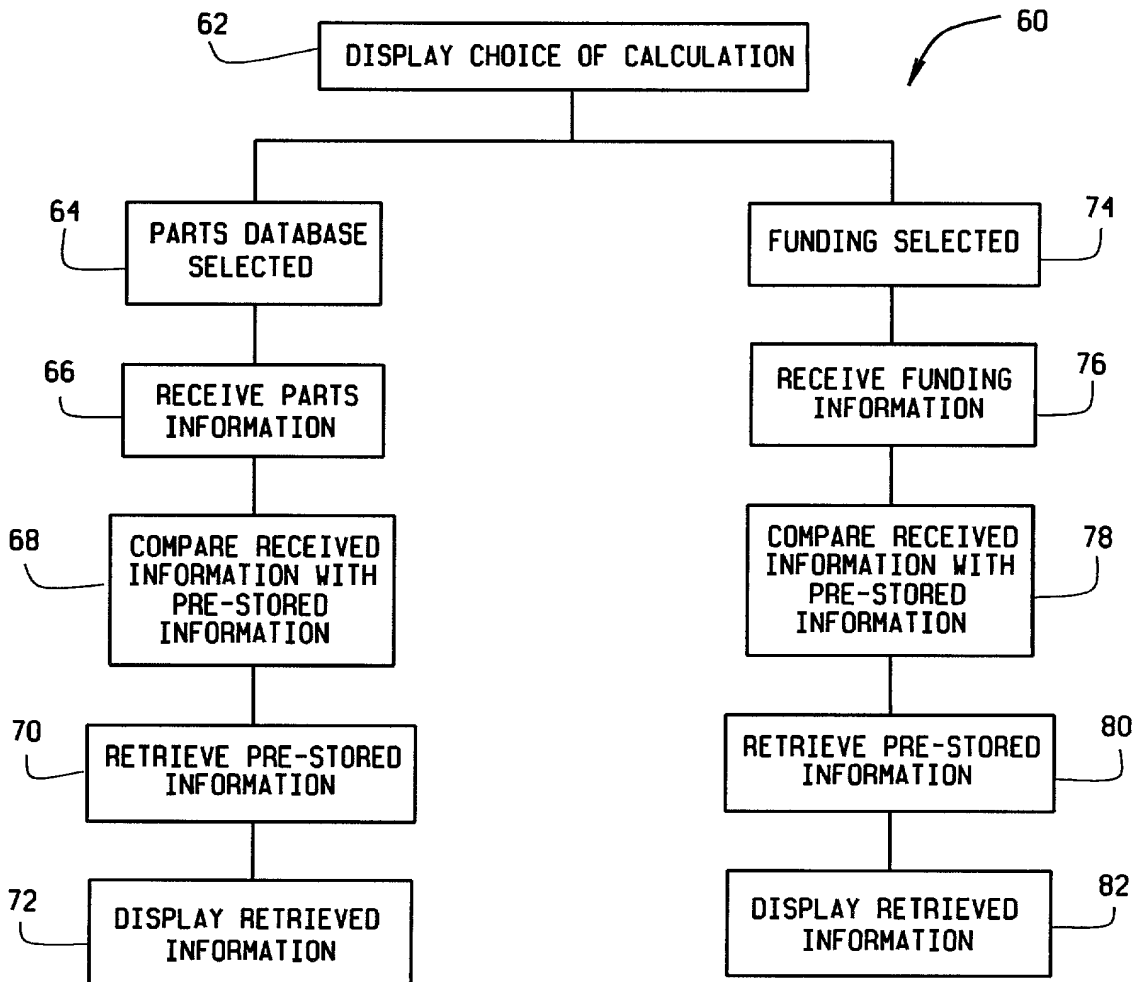 62
DISPLAY CHOICE OF CALCULATION
60
64
PARTS DATABASE
SELECTED
66
RECEIVE PARTS
INFORMATION
68
COMPARE RECEIVED
INFORMATION WITH
PRE-STORED
INFORMATION
70
RETRIEVE PRE-STORED
INFORMATION
72
DISPLAY RETRIEVED
INFORMATION
FUNDING SELECTED
74
RECEIVE FUNDING
INFORMATION
76
COMPARE RECEIVED
INFORMATION WITH
PRE-STORED
INFORMATION
78
RETRIEVE PRE-STORED
INFORMATION
80
DISPLAY RETRIEVED
INFORMATION
82